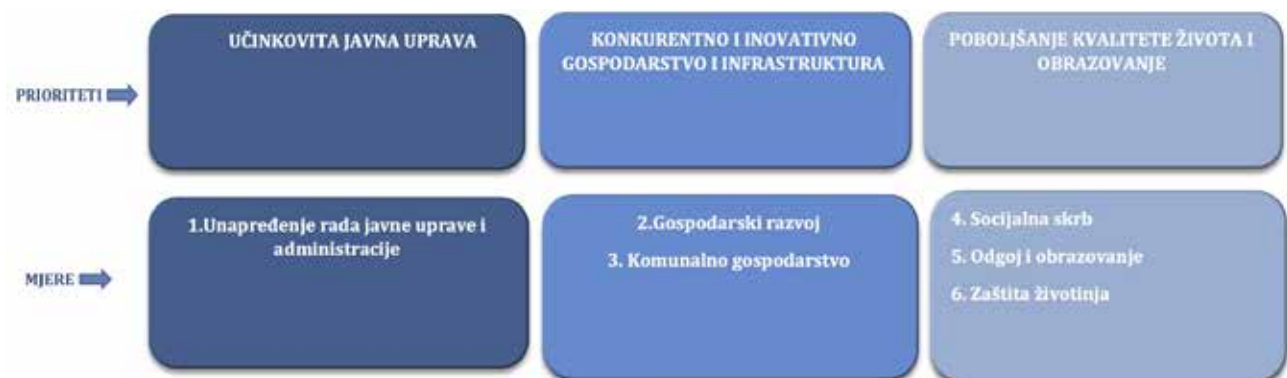 PRIORITETI
UČINKOVITA JAVNA UPRAVA
KONKURENTNO I INOVATIVNO
GOSPODARSTVO I INFRASTRUKTURA
POBOLJŠANJE KVALITETE ŽIVOTA I
OBRAZOVANJE
MJERE
1.Unapređenje rada javne uprave i
administracije
2.Gospodarski razvoj
3. Komunalno gospodarstvo
4. Socijalna skrb
5. Odgoj i obrazovanje
6. Zaštita životinja